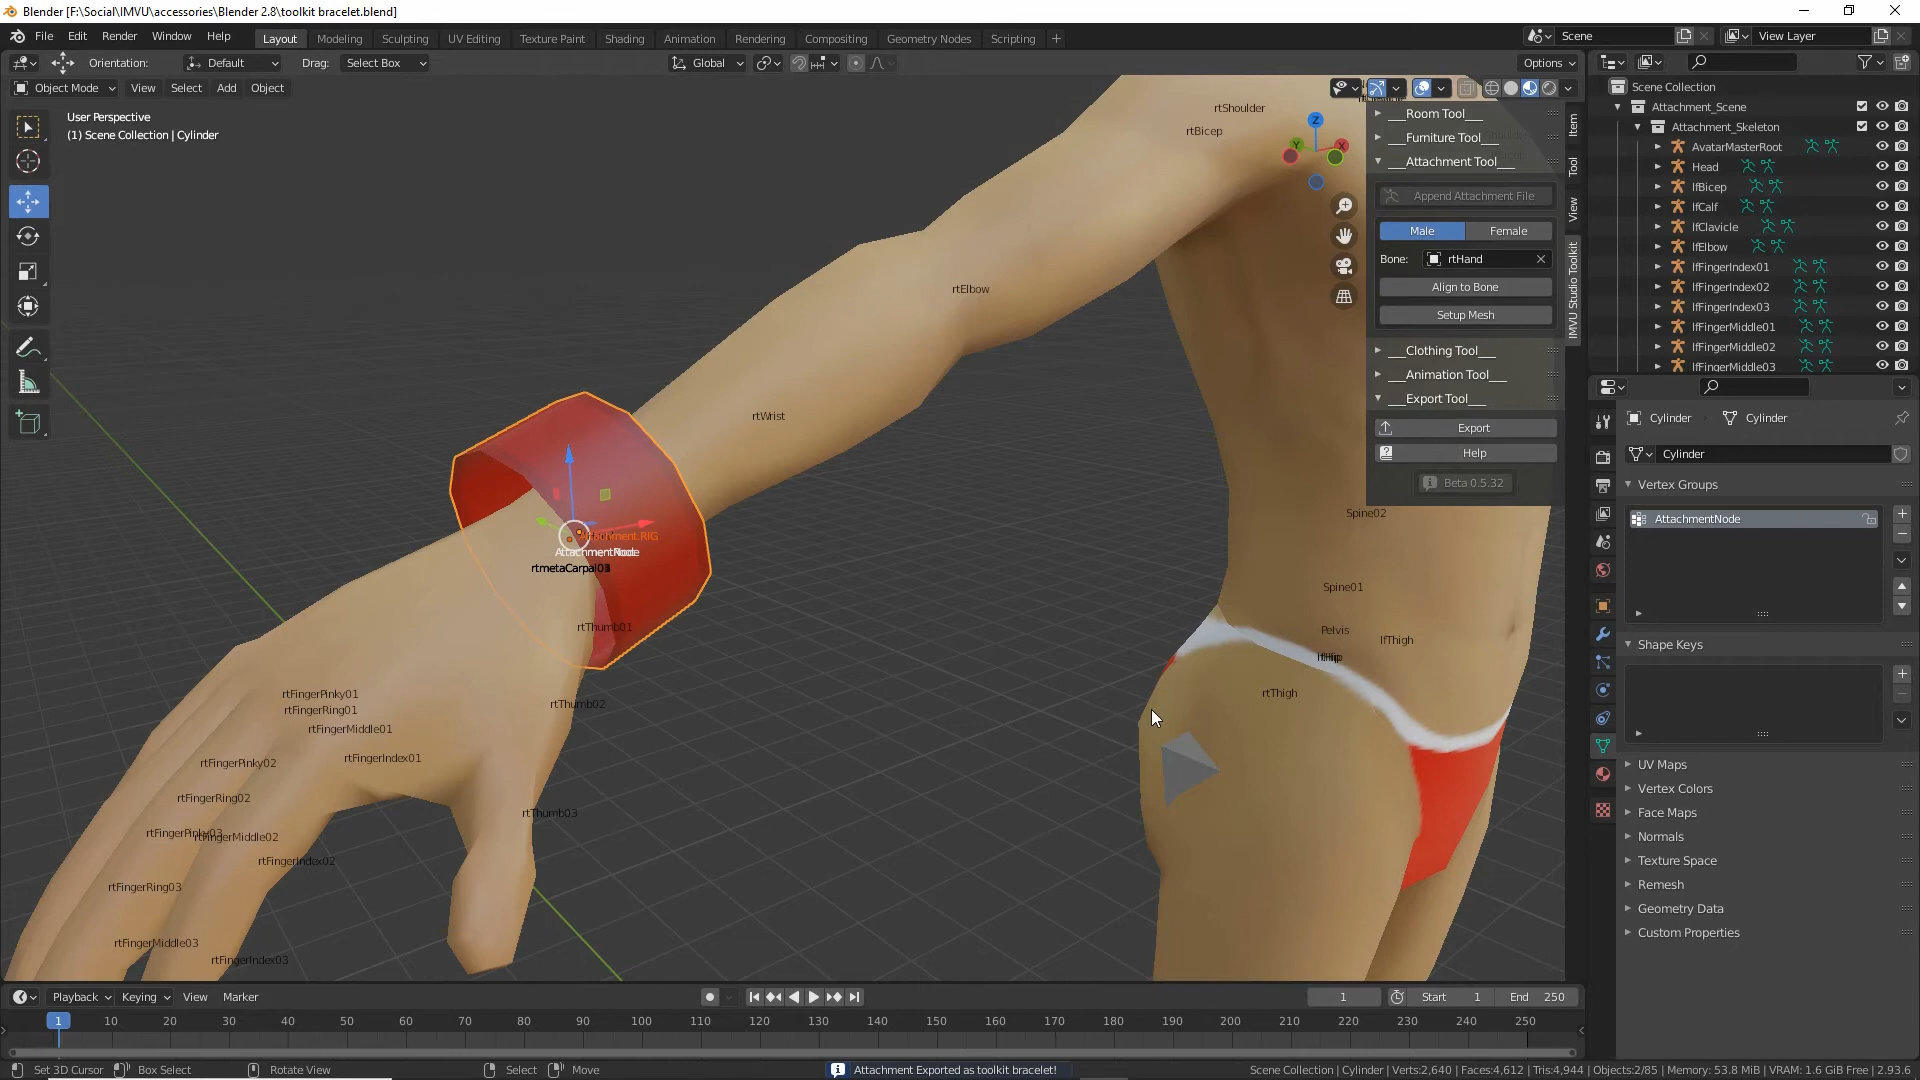 Blender [F:\Social\IMVU\accessories\Blender 2.8\toolkit bracelet.blend]
File Edit Render Window Help Layout Modeling Sculpting UV Editing Texture Paint Shading Animation Rendering Compositing Geometry Nodes Scripting Scene View Layer
Orientation: Default Drag: Select Box Global Options
Object Mode View Select Add Object
User Perspective
(1) Scene Collection | Cylinder
rtShoulder
rtBicep
rtElbow
rtWrist
Attachment.RIG
AttachmentNode
rtThumb01
rtThumb02
rtThumb03
rtFingerPinky01
rtFingerRing01
rtFingerMiddle01
rtFingerIndex01
rtFingerPinky02
rtFingerRing02
rtFingerPinky03
rtFingerMiddle02
rtFingerIndex02
rtFingerRing03
rtFingerMiddle03
rtFingerIndex03
Spine02
Spine01
Pelvis
lfThigh
rtThigh
X
Y
Z
___Room Tool___
___Furniture Tool___
___Attachment Tool___
Append Attachment File
Male Female
Bone: rtHand
Align to Bone
Setup Mesh
___Clothing Tool___
___Animation Tool___
___Export Tool___
Export
Help
Beta 0.5.32
Item
Tool
View
IMVU Studio Toolkit
Scene Collection
Attachment_Scene
Attachment_Skeleton
AvatarMasterRoot
Head
lfBicep
lfCalf
lfClavicle
lfElbow
lfFingerIndex01
lfFingerIndex02
lfFingerIndex03
lfFingerMiddle01
lfFingerMiddle02
lfFingerMiddle03
Cylinder Cylinder
Cylinder
Vertex Groups
AttachmentNode
Shape Keys
UV Maps
Vertex Colors
Face Maps
Normals
Texture Space
Remesh
Geometry Data
Custom Properties
Playback Keying View Marker 1 Start 1 End 250
1 10 20 30 40 50 60 70 80 90 100 110 120 130 140 150 160 170 180 190 200 210 220 230 240 250
Set 3D Cursor Box Select Rotate View Select Move Attachment Exported as toolkit bracelet! Scene Collection | Cylinder | Verts:2,640 | Faces:4,612 | Tris:4,944 | Objects:2/85 | Memory: 53.8 MiB | VRAM: 1.6 GiB Free | 2.93.6